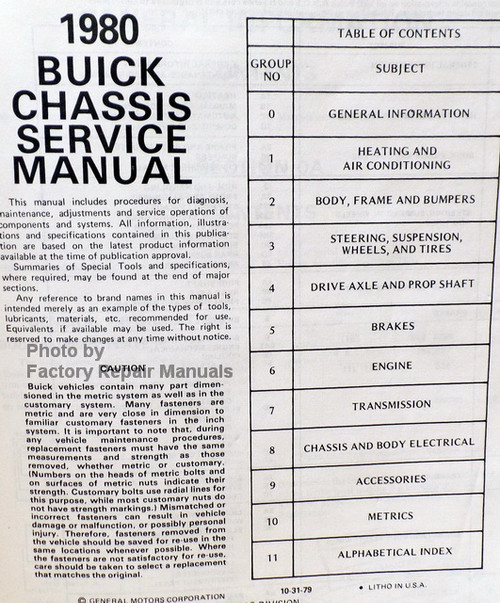 1980
BUICK
CHASSIS
SERVICE
MANUAL
This manual includes procedures for diagnosis,
maintenance, adjustments and service operations of
components and systems. All information, illustra-
tions and specifications contained in this publica-
tion are based on the latest product information
available at the time of publication approval.
Summaries of Special Tools and specifications,
where required, may be found at the end of major
sections.
Any reference to brand names in this manual is
intended merely as an example of the types of tools,
lubricants, materials, etc. recommended for use.
Equivalents if available may be used. The right is
reserved to make changes at any time without notice.
Photo by
Factory Repair Manuals
CAUTION
Buick vehicles contain many part dimen-
sioned in the metric system as well as in the
customary system. Many fasteners are
metric and are very close in dimension to
familiar customary fasteners in the inch
system. It is important to note that, during
any vehicle maintenance procedures,
replacement fasteners must have the same
measurements and strength as those
removed, whether metric or customary.
(Numbers on the heads of metric bolts and
on surfaces of metric nuts indicate their
strength. Customary bolts use radial lines for
this purpose, while most customary nuts do
not have strength markings.) Mismatched or
incorrect fasteners can result in vehicle
damage or malfunction, or possibly personal
injury. Therefore, fasteners removed from
the vehicle should be saved for re-use in the
same locations whenever possible. Where
the fasteners are not satisfactory for re-use,
care should be taken to select a replacement
that matches the original.
© GENERAL MOTORS CORPORATION
TABLE OF CONTENTS
GROUP NO SUBJECT
0 GENERAL INFORMATION
1 HEATING AND
AIR CONDITIONING
2 BODY, FRAME AND BUMPERS
3 STEERING, SUSPENSION,
WHEELS, AND TIRES
4 DRIVE AXLE AND PROP SHAFT
5 BRAKES
6 ENGINE
7 TRANSMISSION
8 CHASSIS AND BODY ELECTRICAL
9 ACCESSORIES
10 METRICS
11 ALPHABETICAL INDEX
10-31-79 • LITHO IN U.S.A.